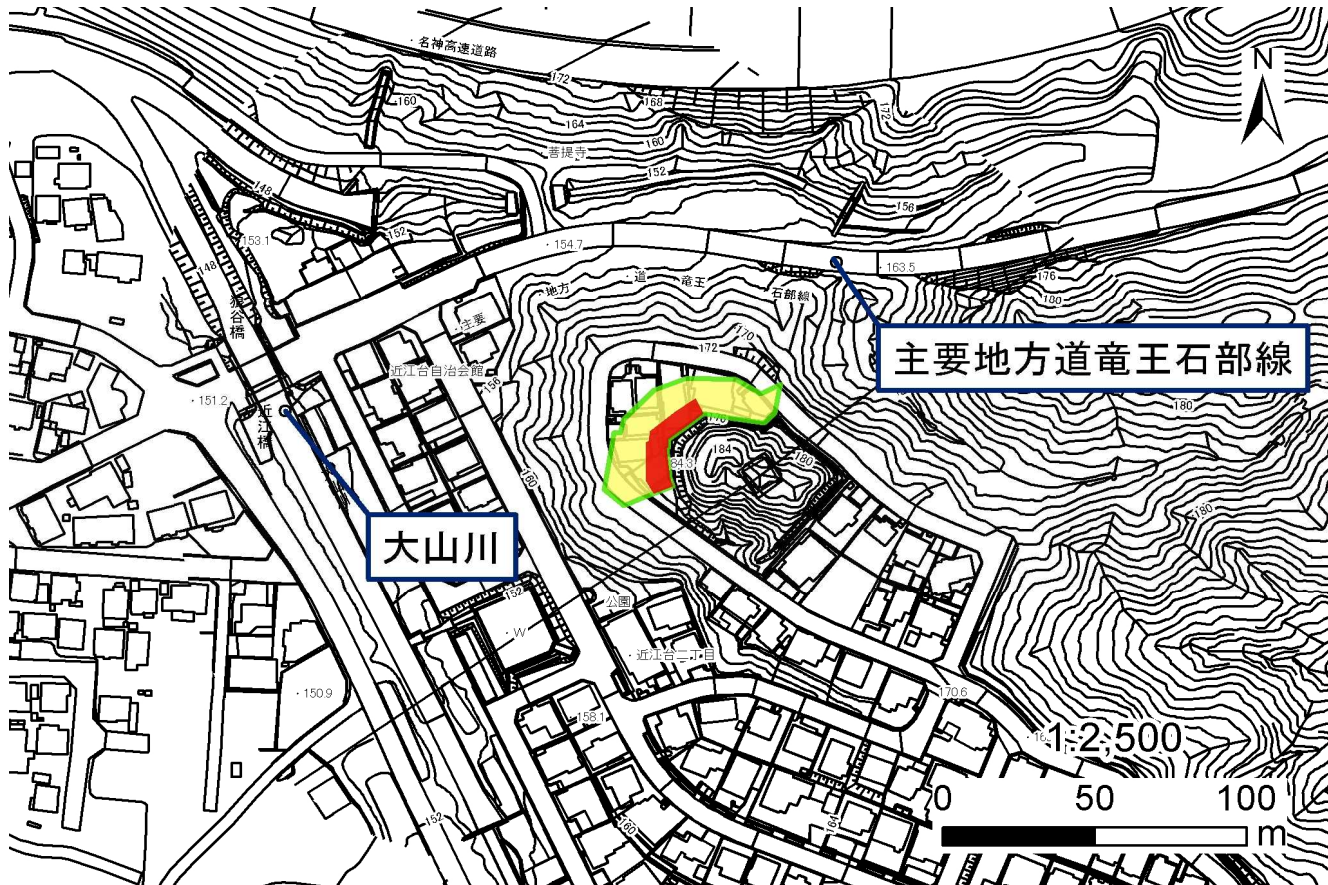 ・名神高速道路
172
N
160
168
164
172
160
菩提寺
152
148
156
・153.1
152
148
・154.7
・163.5
176
180
・地方
道
竜王
石部線
猿谷橋
・主要
170
172
主要地方道竜王石部線
近江台自治会館
156
180
・151.2
近江橋
184
180
84.3
160
180
大山川
152
公園
・W
・近江台二丁目
・150.9
170.6
・158.1
1:2,500
0
50
100
m
152
160
164